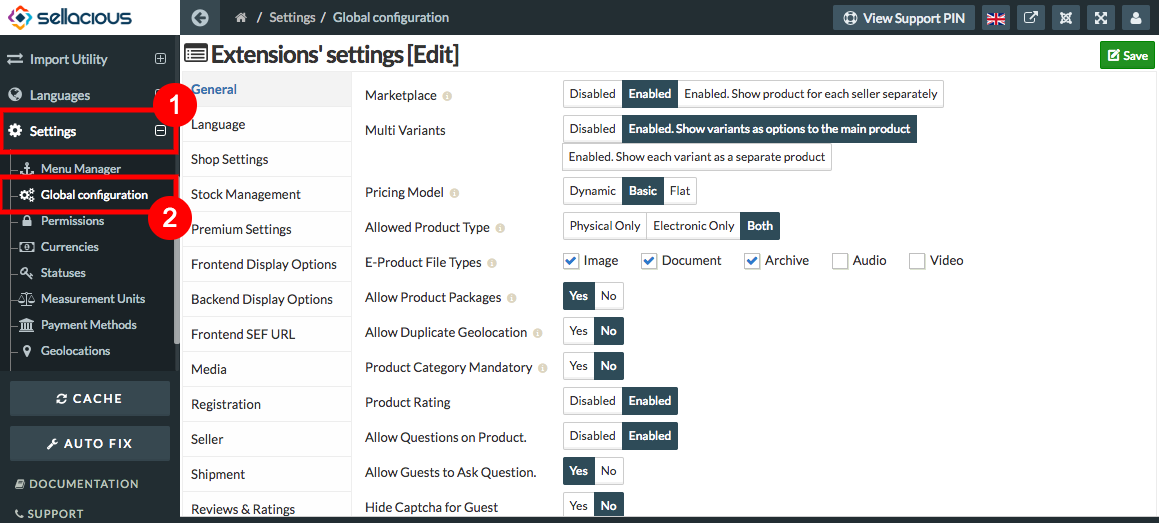 sellacious
/ Settings / Global configuration
View Support PIN
Import Utility
Languages
1
Settings
Menu Manager
Global configuration
2
Permissions
Currencies
Statuses
Measurement Units
Payment Methods
Geolocations
CACHE
AUTO FIX
DOCUMENTATION
SUPPORT
Extensions' settings [Edit]
Save
General
Language
Shop Settings
Stock Management
Premium Settings
Frontend Display Options
Backend Display Options
Frontend SEF URL
Media
Registration
Seller
Shipment
Reviews & Ratings
Marketplace Disabled Enabled Enabled. Show product for each seller separately
Multi Variants Disabled Enabled. Show variants as options to the main product
Enabled. Show each variant as a separate product
Pricing Model Dynamic Basic Flat
Allowed Product Type Physical Only Electronic Only Both
E-Product File Types Image Document Archive Audio Video
Allow Product Packages Yes No
Allow Duplicate Geolocation Yes No
Product Category Mandatory Yes No
Product Rating Disabled Enabled
Allow Questions on Product. Disabled Enabled
Allow Guests to Ask Question. Yes No
Hide Captcha for Guest Yes No